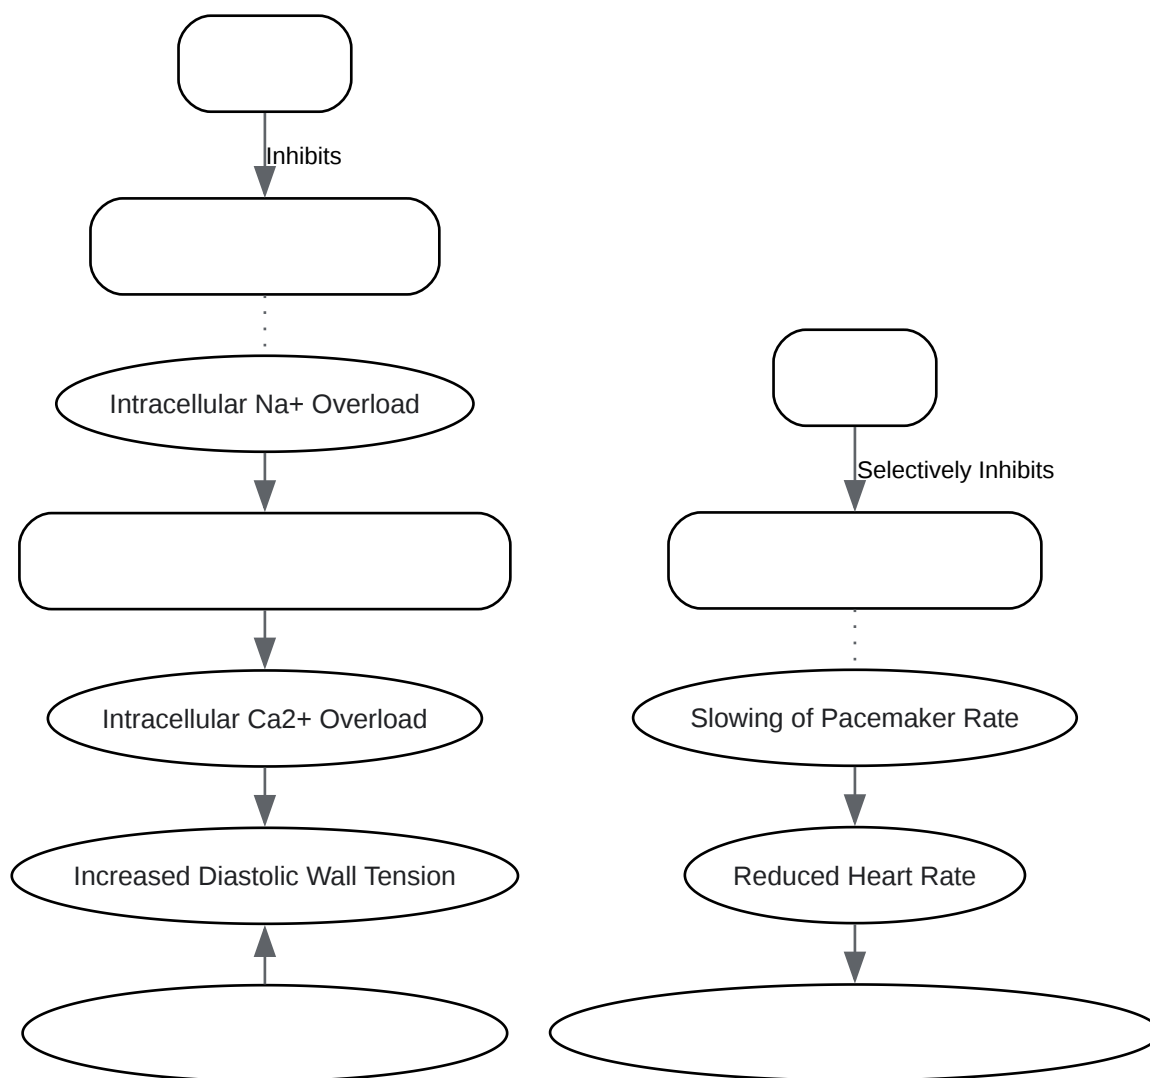 Inhibits
Intracellular Na+ Overload
Selectively Inhibits
Intracellular Ca2+ Overload
Slowing of Pacemaker Rate
Increased Diastolic Wall Tension
Reduced Heart Rate